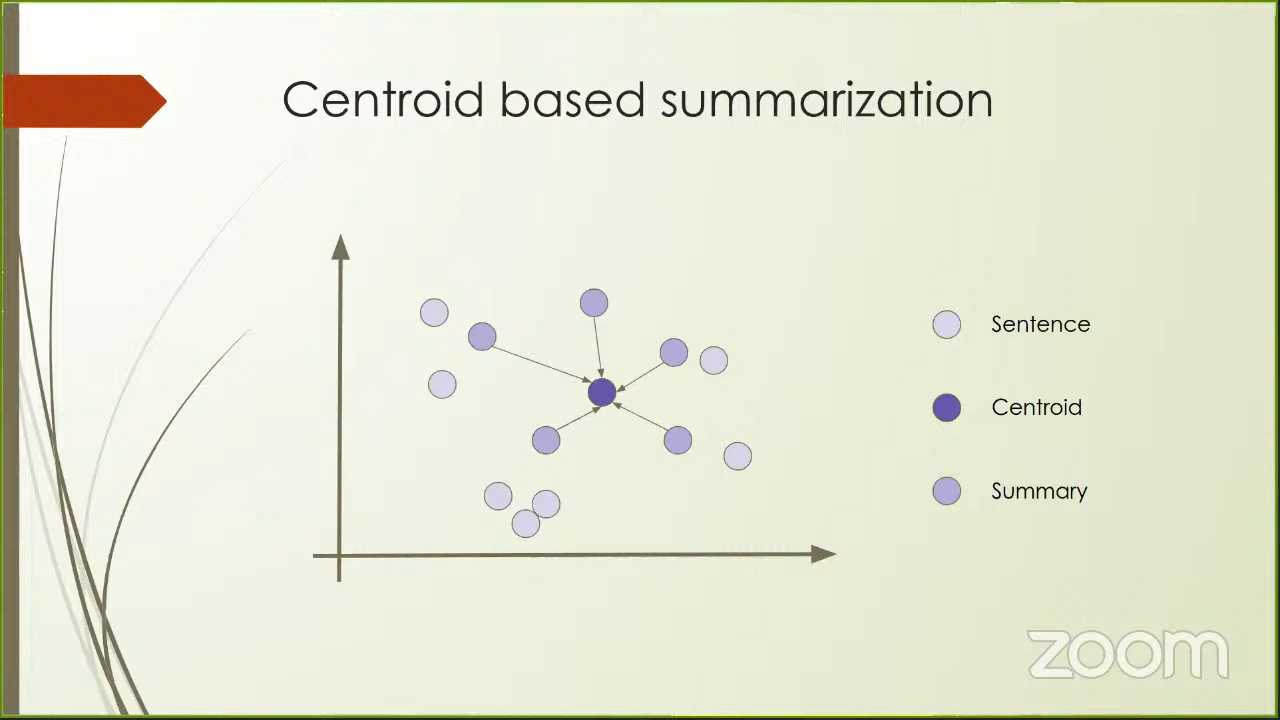 Centroid based summarization
Sentence
Centroid
Summary
zoom